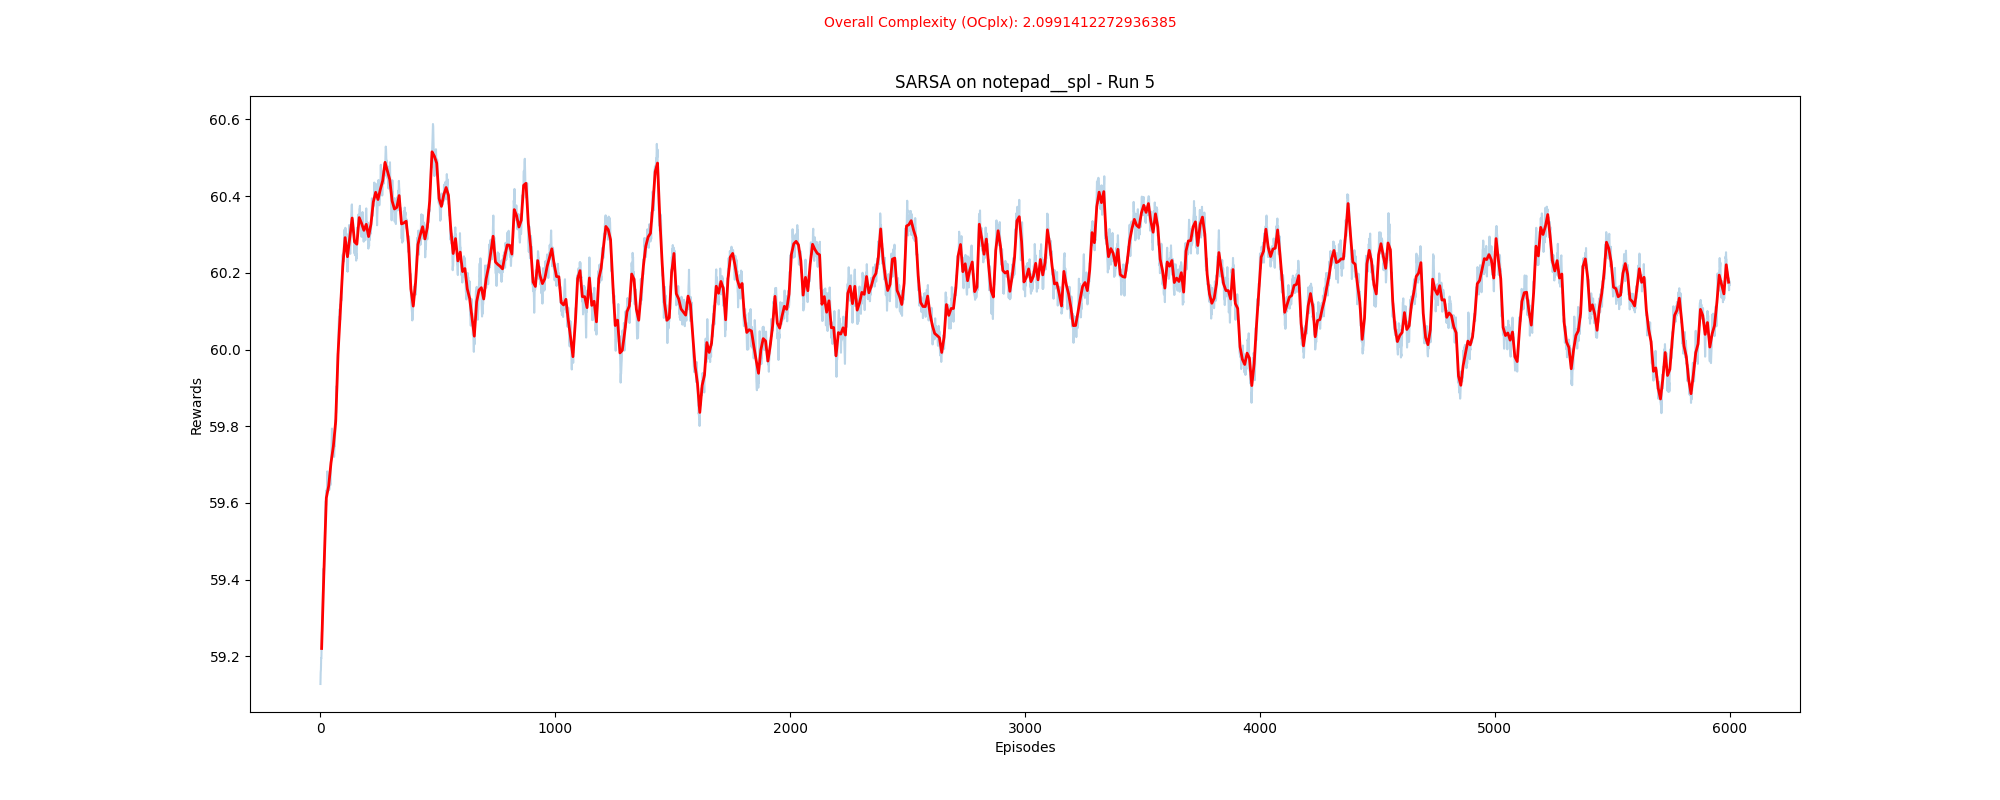 Overall Complexity (OCplx): 2.0991412272936385
SARSA on notepad__spl - Run 5
60.6
60.4
60.2
60.0
59.8
59.6
59.4
59.2
Rewards
0 1000 2000 3000 4000 5000 6000
Episodes